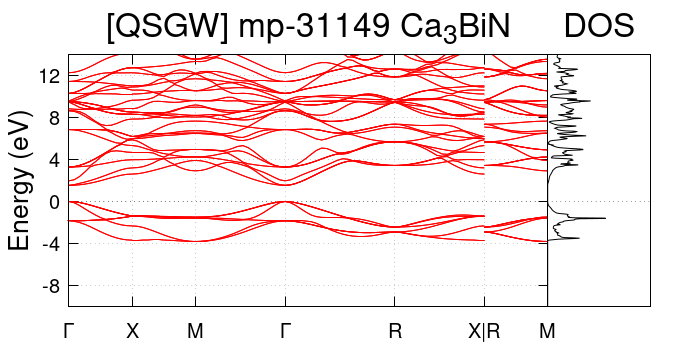 [QSGW] mp-31149 Ca₃BiN DOS
Energy (eV)
12
8
4
0
-4
-8
Γ X M Γ R X|R M